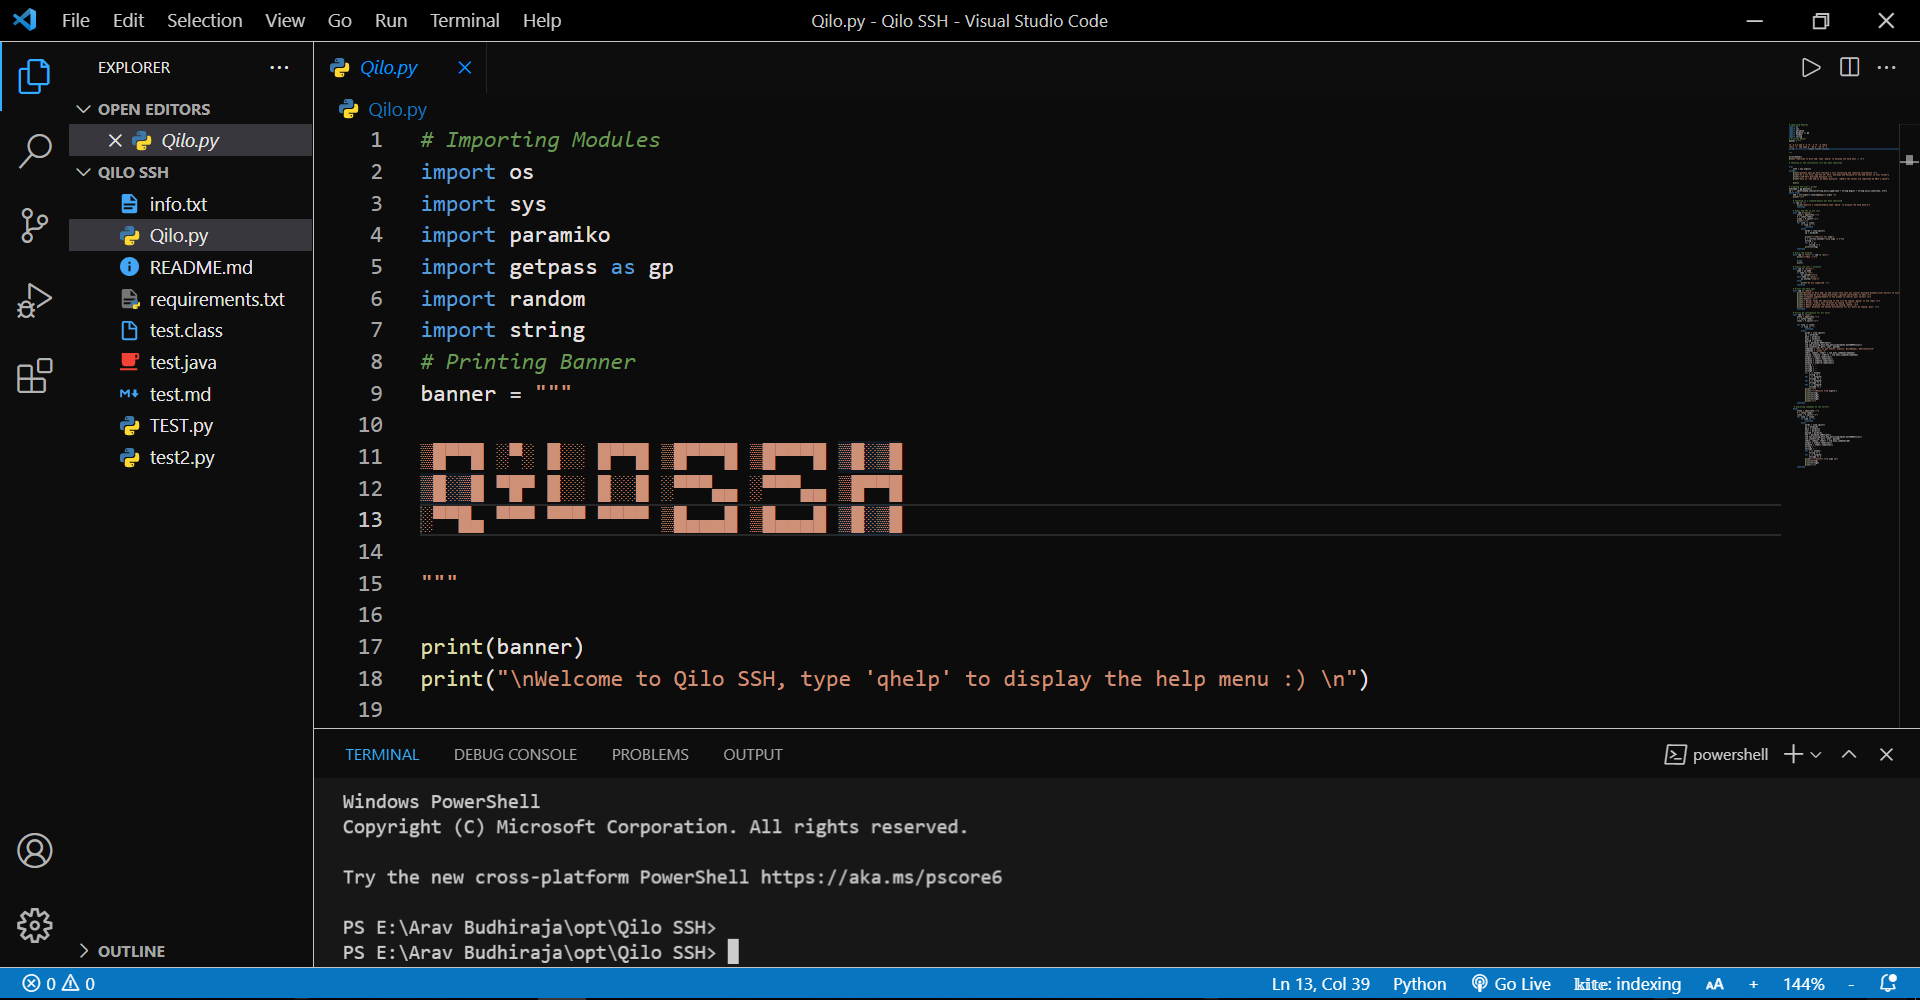 File Edit Selection View Go Run Terminal Help
Qilo.py - Qilo SSH - Visual Studio Code
EXPLORER
OPEN EDITORS
Qilo.py
QILO SSH
info.txt
Qilo.py
README.md
requirements.txt
test.class
test.java
test.md
TEST.py
test2.py
OUTLINE
Qilo.py
Qilo.py
1 # Importing Modules
2 import os
3 import sys
4 import paramiko
5 import getpass as gp
6 import random
7 import string
8 # Printing Banner
9 banner = """
10
11 ▒█▀▀█ ░▀░ █░░ █▀▀█ ▒█▀▀▀█ ▒█▀▀▀█ ▒█░▒█
12 ▒█░▒█ ▀█▀ █░░ █░░█ ░▀▀▀▄▄ ░▀▀▀▄▄ ▒█▀▀█
13 ░▀▀█▄ ▀▀▀ ▀▀▀ ▀▀▀▀ ▒█▄▄▄█ ▒█▄▄▄█ ▒█░▒█
14
15 """
16
17 print(banner)
18 print("\nWelcome to Qilo SSH, type 'qhelp' to display the help menu :) \n")
19
TERMINAL DEBUG CONSOLE PROBLEMS OUTPUT
powershell
Windows PowerShell
Copyright (C) Microsoft Corporation. All rights reserved.
Try the new cross-platform PowerShell https://aka.ms/pscore6
PS E:\Arav Budhiraja\opt\Qilo SSH>
PS E:\Arav Budhiraja\opt\Qilo SSH>
0 0
Ln 13, Col 39 Python Go Live kite: indexing AA + 144% -